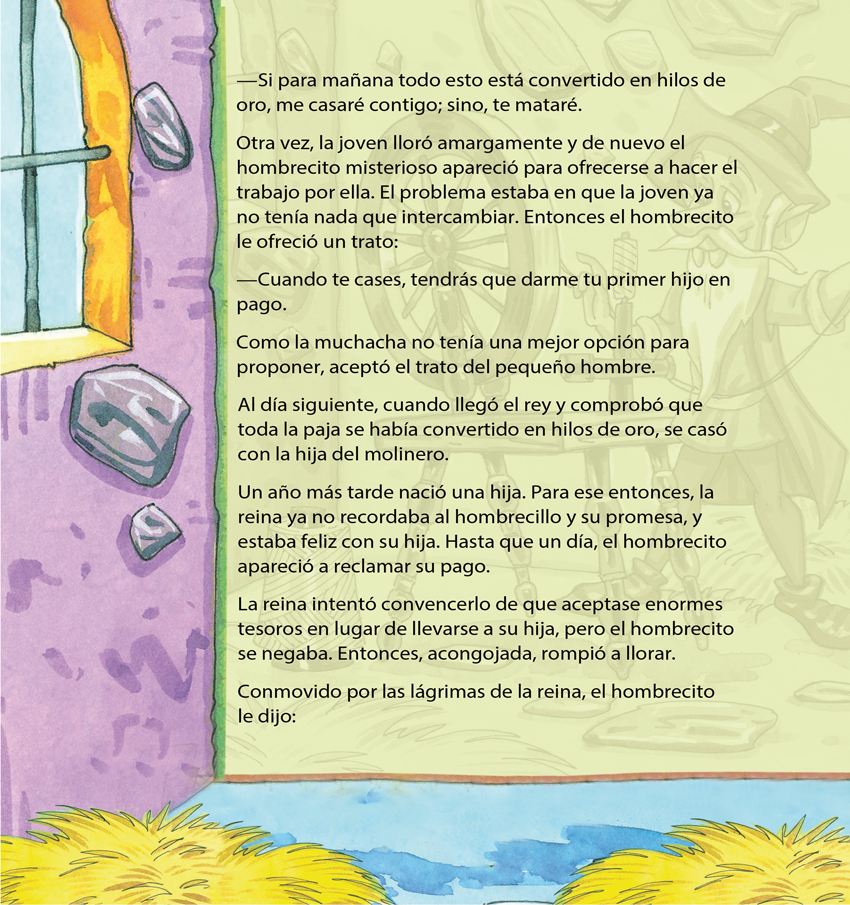 —Si para mañana todo esto está convertido en hilos de
oro, me casaré contigo; sino, te mataré.
Otra vez, la joven lloró amargamente y de nuevo el
hombrecito misterioso apareció para ofrecerse a hacer el
trabajo por ella. El problema estaba en que la joven ya
no tenía nada que intercambiar. Entonces el hombrecito
le ofreció un trato:
—Cuando te cases, tendrás que darme tu primer hijo en
pago.
Como la muchacha no tenía una mejor opción para
proponer, aceptó el trato del pequeño hombre.
Al día siguiente, cuando llegó el rey y comprobó que
toda la paja se había convertido en hilos de oro, se casó
con la hija del molinero.
Un año más tarde nació una hija. Para ese entonces, la
reina ya no recordaba al hombrecillo y su promesa, y
estaba feliz con su hija. Hasta que un día, el hombrecito
apareció a reclamar su pago.
La reina intentó convencerlo de que aceptase enormes
tesoros en lugar de llevarse a su hija, pero el hombrecito
se negaba. Entonces, acongojada, rompió a llorar.
Conmovido por las lágrimas de la reina, el hombrecito
le dijo: